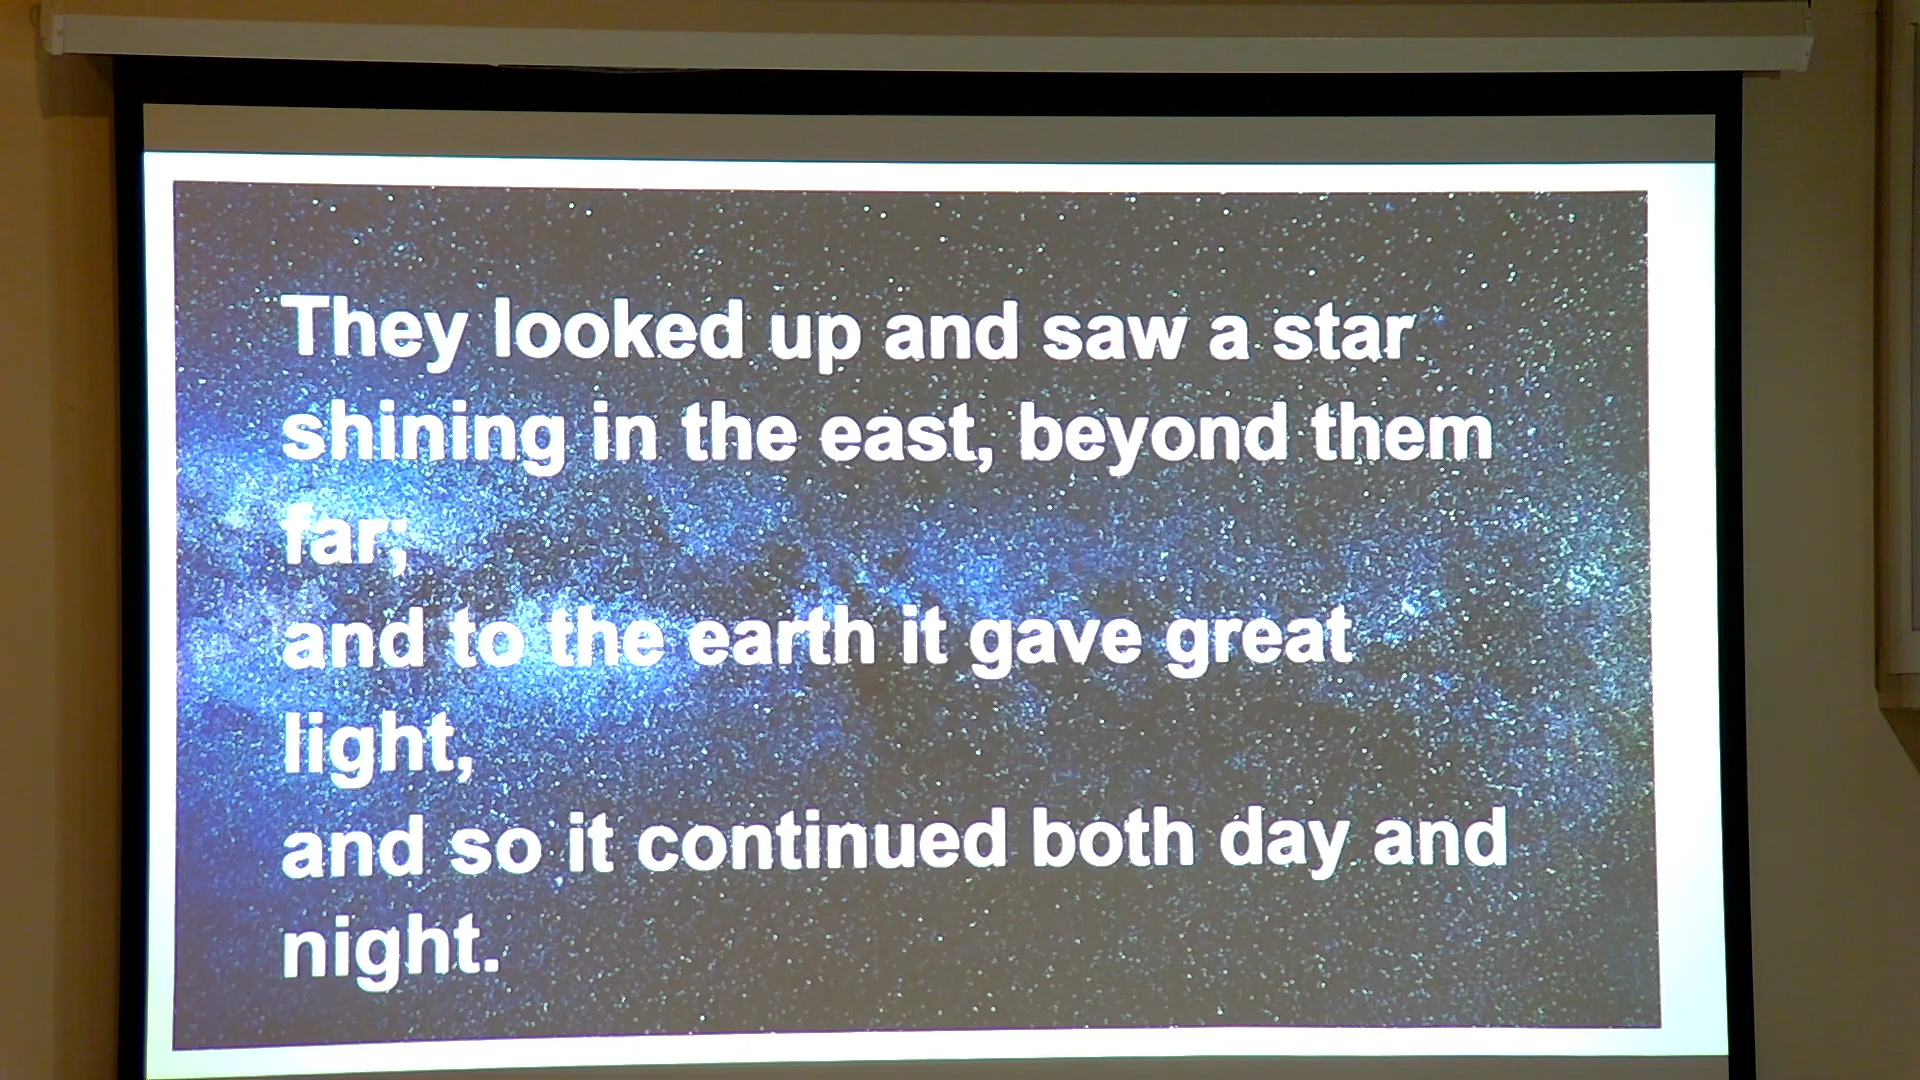 They looked up and saw a star
shining in the east, beyond them
far;
and to the earth it gave great
light,
and so it continued both day and
night.